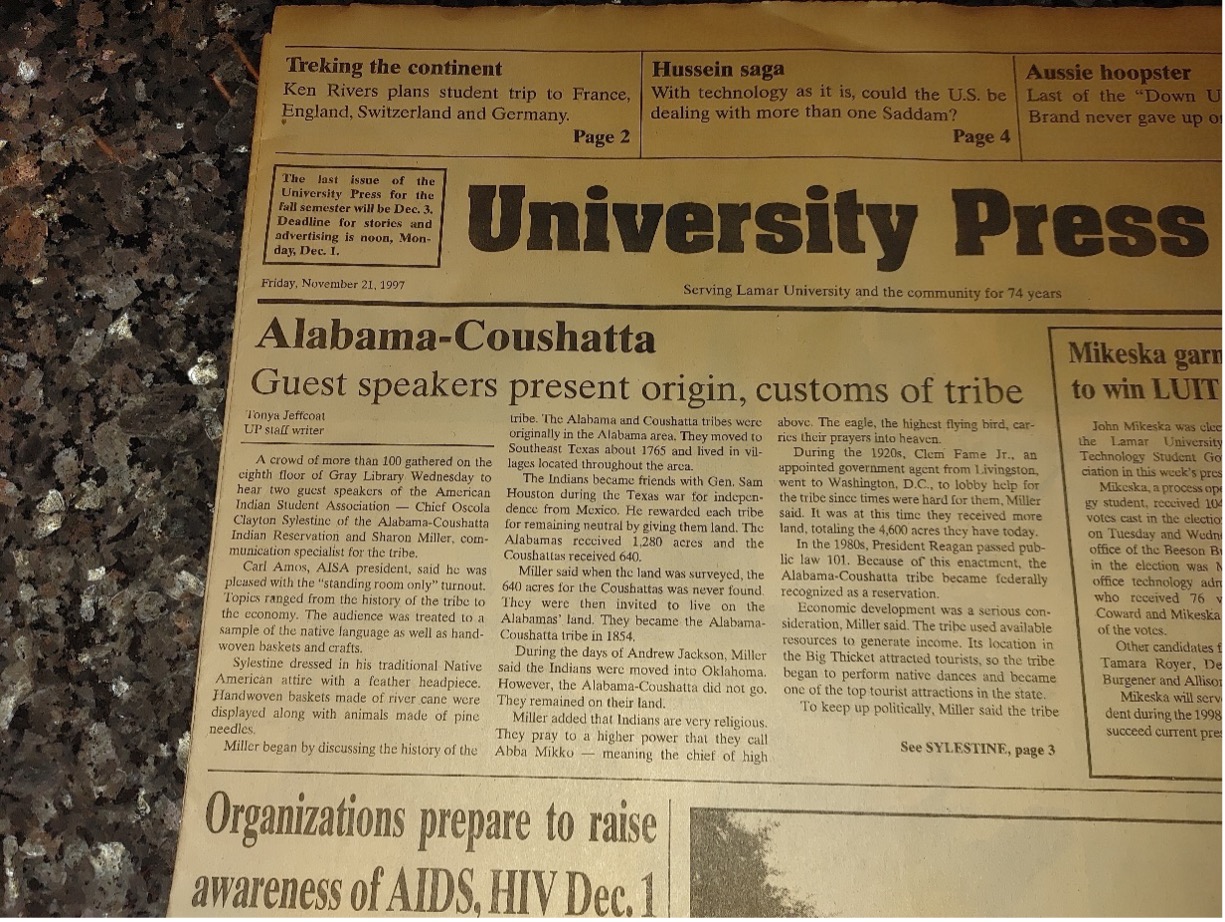 Treking the continent
Ken Rivers plans student trip to France,
England, Switzerland and Germany.
Page 2
Hussein saga
With technology as it is, could the U.S. be
dealing with more than one Saddam?
Page 4
Aussie hoopster
Last of the “Down U
Brand never gave up o
The last issue of the
University Press for the
fall semester will be Dec. 3.
Deadline for stories and
advertising is noon, Mon-
day, Dec. 1.
University Press
Friday, November 21, 1997
Serving Lamar University and the community for 74 years
Alabama-Coushatta
Guest speakers present origin, customs of tribe
Tonya Jeffcoat
UP staff writer
A crowd of more than 100 gathered on the
eighth floor of Gray Library Wednesday to
hear two guest speakers of the American
Indian Student Association — Chief Oscola
Clayton Sylestine of the Alabama-Coushatta
Indian Reservation and Sharon Miller, com-
munication specialist for the tribe.
Carl Amos, AISA president, said he was
pleased with the “standing room only” turnout.
Topics ranged from the history of the tribe to
the economy. The audience was treated to a
sample of the native language as well as hand-
woven baskets and crafts.
Sylestine dressed in his traditional Native
American attire with a feather headpiece.
Handwoven baskets made of river cane were
displayed along with animals made of pine
needles.
Miller began by discussing the history of the
tribe. The Alabama and Coushatta tribes were
originally in the Alabama area. They moved to
Southeast Texas about 1765 and lived in vil-
lages located throughout the area.
The Indians became friends with Gen. Sam
Houston during the Texas war for indepen-
dence from Mexico. He rewarded each tribe
for remaining neutral by giving them land. The
Alabamas received 1,280 acres and the
Coushattas received 640.
Miller said when the land was surveyed, the
640 acres for the Coushattas was never found.
They were then invited to live on the
Alabamas’ land. They became the Alabama-
Coushatta tribe in 1854.
During the days of Andrew Jackson, Miller
said the Indians were moved into Oklahoma.
However, the Alabama-Coushatta did not go.
They remained on their land.
Miller added that Indians are very religious.
They pray to a higher power that they call
Abba Mikko — meaning the chief of high
above. The eagle, the highest flying bird, car-
ries their prayers into heaven.
During the 1920s, Clem Fame Jr., an
appointed government agent from Livingston,
went to Washington, D.C., to lobby help for
the tribe since times were hard for them, Miller
said. It was at this time they received more
land, totaling the 4,600 acres they have today.
In the 1980s, President Reagan passed pub-
lic law 101. Because of this enactment, the
Alabama-Coushatta tribe became federally
recognized as a reservation.
Economic development was a serious con-
sideration, Miller said. The tribe used available
resources to generate income. Its location in
the Big Thicket attracted tourists, so the tribe
began to perform native dances and became
one of the top tourist attractions in the state.
To keep up politically, Miller said the tribe
See SYLESTINE, page 3
Mikeska garn
to win LUIT
John Mikeska was elec
the Lamar University
Technology Student Go
ciation in this week's pres
Mikeska, a process ope
gy student, received 104
votes cast in the electio
on Tuesday and Wedn
office of the Beeson Bu
in the election was M
office technology adm
who received 76 v
Coward and Mikeska
of the votes.
Other candidates f
Tamara Royer, De
Burgener and Allison
Mikeska will serv
dent during the 1998
succeed current pres
Organizations prepare to raise
awareness of AIDS, HIV Dec. 1